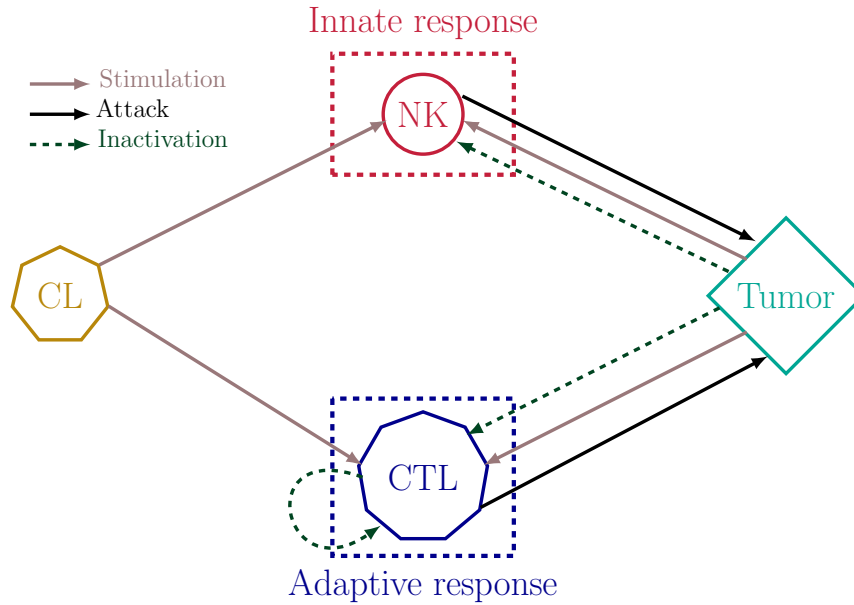 Innate response
Stimulation
Attack
Inactivation
NK
CL
Tumor
CTL
Adaptive response